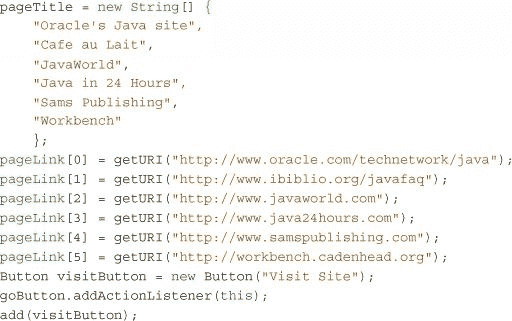 pageTitle = new String[] {
    "Oracle's Java site",
    "Cafe au Lait",
    "JavaWorld",
    "Java in 24 Hours",
    "Sams Publishing",
    "Workbench"
    };
pageLink[0] = getURI("http://www.oracle.com/technetwork/java");
pageLink[1] = getURI("http://www.ibiblio.org/javafaq");
pageLink[2] = getURI("http://www.javaworld.com");
pageLink[3] = getURI("http://www.java24hours.com");
pageLink[4] = getURI("http://www.samspublishing.com");
pageLink[5] = getURI("http://workbench.cadenhead.org");
Button visitButton = new Button("Visit Site");
goButton.addActionListener(this);
add(visitButton);